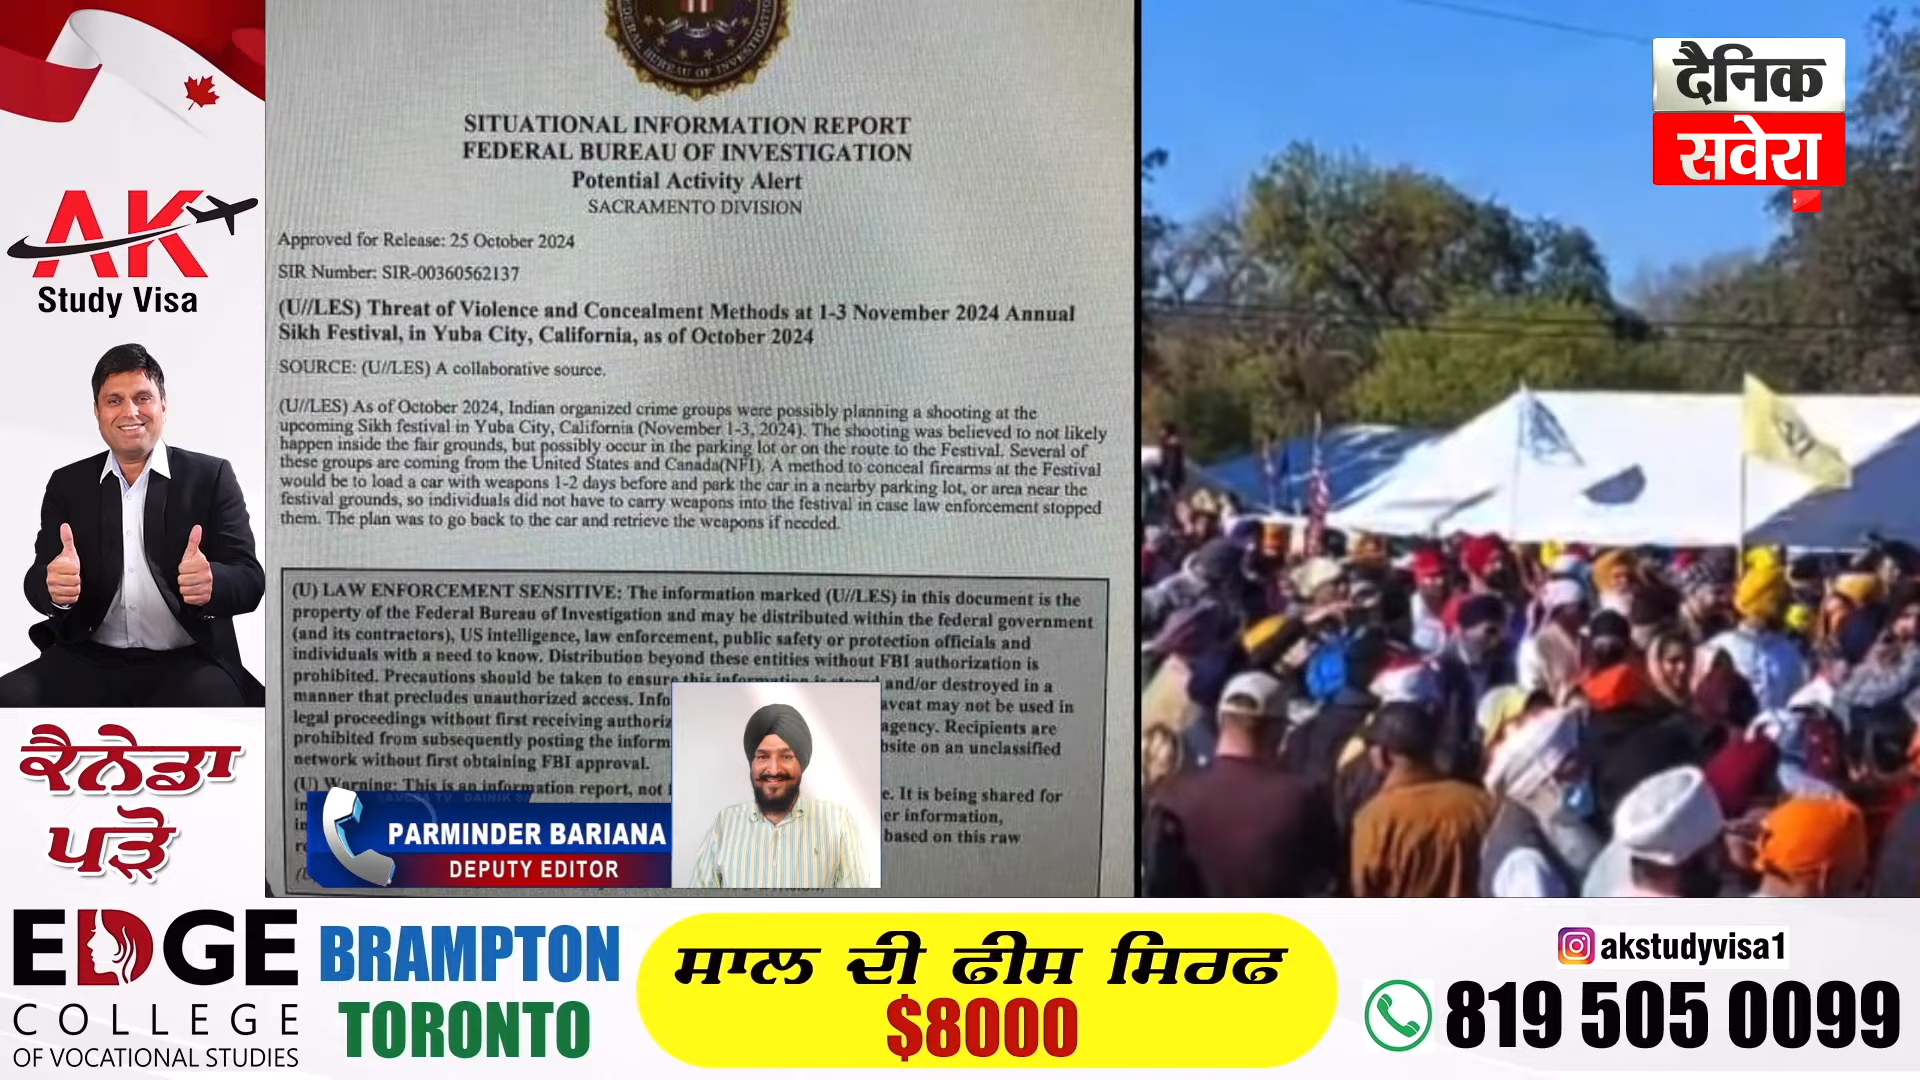 FEDERAL BUREAU OF INVESTIGATION
SITUATIONAL INFORMATION REPORT
FEDERAL BUREAU OF INVESTIGATION
Potential Activity Alert
SACRAMENTO DIVISION
Approved for Release: 25 October 2024
SIR Number: SIR-00360562137
(U//LES) Threat of Violence and Concealment Methods at 1-3 November 2024 Annual
Sikh Festival, in Yuba City, California, as of October 2024
SOURCE: (U//LES) A collaborative source.
(U//LES) As of October 2024, Indian organized crime groups were possibly planning a shooting at the
upcoming Sikh festival in Yuba City, California (November 1-3, 2024). The shooting was believed to not likely
happen inside the fair grounds, but possibly occur in the parking lot or on the route to the Festival. Several of
these groups are coming from the United States and Canada(NFI). A method to conceal firearms at the Festival
would be to load a car with weapons 1-2 days before and park the car in a nearby parking lot, or area near the
festival grounds, so individuals did not have to carry weapons into the festival in case law enforcement stopped
them. The plan was to go back to the car and retrieve the weapons if needed.
(U) LAW ENFORCEMENT SENSITIVE: The information marked (U//LES) in this document is the
property of the Federal Bureau of Investigation and may be distributed within the federal government
(and its contractors), US intelligence, law enforcement, public safety or protection officials and
individuals with a need to know. Distribution beyond these entities without FBI authorization is
prohibited. Precautions should be taken to ensure this information is stored and/or destroyed in a
manner that precludes unauthorized access. Info aveat may not be used in
legal proceedings without first receiving authoriz agency. Recipients are
prohibited from subsequently posting the inform bsite on an unclassified
network without first obtaining FBI approval.
(U) Warning: This is an information report, not e. It is being shared for
er information,
based on this raw
PARMINDER BARIANA
DEPUTY EDITOR
दैनिक
सवेरा
AK
Study Visa
ਕੈਨੇਡਾ
ਪੜੋ
EDGE
COLLEGE
OF VOCATIONAL STUDIES
BRAMPTON
TORONTO
ਸਾਲ ਦੀ ਫੀਸ ਸਿਰਫ
$8000
akstudyvisa1
819 505 0099